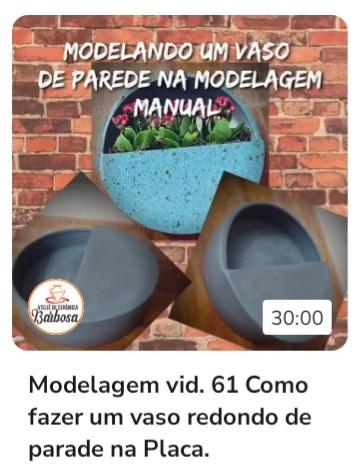 MODELANDO UM VASO
DE PAREDE NA MODELAGEM
MANUAL
ATELIÊ DE CERÂMICA
Barbosa
30:00
Modelagem vid. 61 Como
fazer um vaso redondo de
parade na Placa.